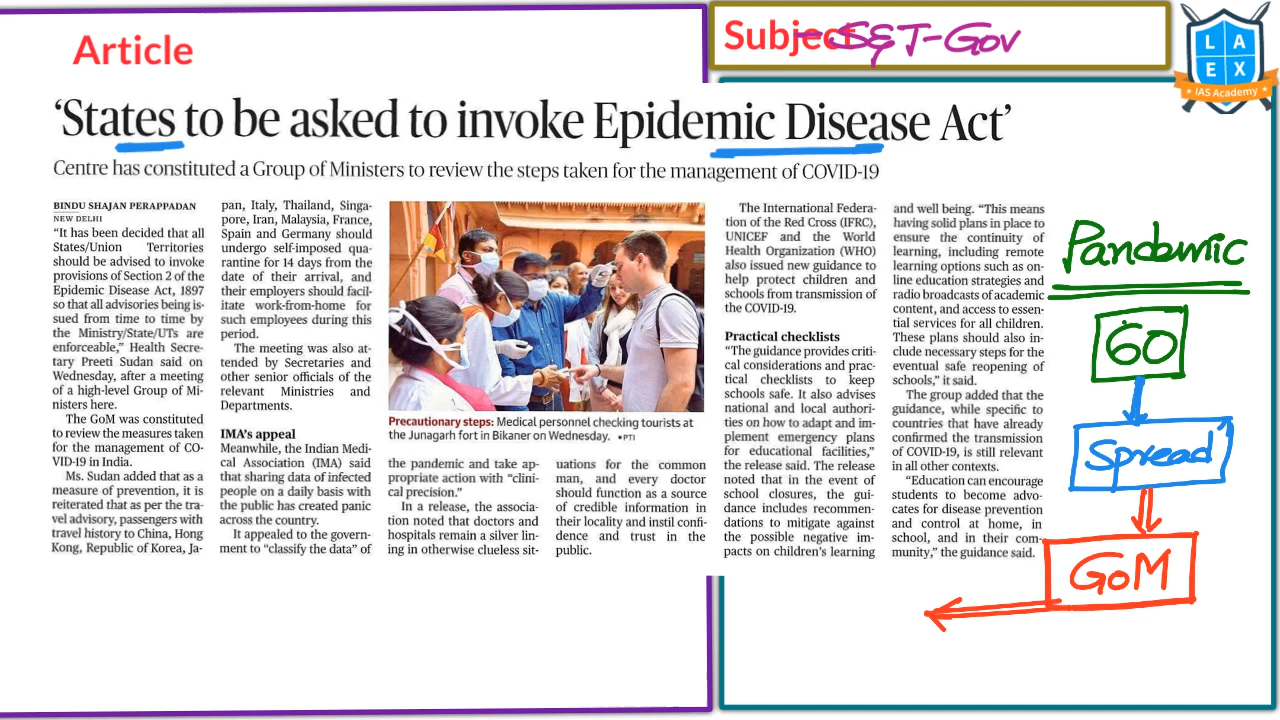 Article
Subject
- S&T-Gov
L A
E X
IAS Academy
‘States to be asked to invoke Epidemic Disease Act’
Centre has constituted a Group of Ministers to review the steps taken for the management of COVID-19
BINDU SHAJAN PERAPPADAN
NEW DELHI
“It has been decided that all
States/Union Territories
should be advised to invoke
provisions of Section 2 of the
Epidemic Disease Act, 1897
so that all advisories being is-
sued from time to time by
the Ministry/State/UTs are
enforceable,” Health Secre-
tary Preeti Sudan said on
Wednesday, after a meeting
of a high-level Group of Mi-
nisters here.
The GoM was constituted
to review the measures taken
for the management of CO-
VID-19 in India.
Ms. Sudan added that as a
measure of prevention, it is
reiterated that as per the tra-
vel advisory, passengers with
travel history to China, Hong
Kong, Republic of Korea, Ja-
pan, Italy, Thailand, Singa-
pore, Iran, Malaysia, France,
Spain and Germany should
undergo self-imposed qua-
rantine for 14 days from the
date of their arrival, and
their employers should facil-
itate work-from-home for
such employees during this
period.
The meeting was also at-
tended by Secretaries and
other senior officials of the
relevant Ministries and
Departments.
IMA’s appeal
Meanwhile, the Indian Medi-
cal Association (IMA) said
that sharing data of infected
people on a daily basis with
the public has created panic
across the country.
It appealed to the govern-
ment to “classify the data” of
Precautionary steps: Medical personnel checking tourists at
the Junagarh fort in Bikaner on Wednesday. ▪PTI
the pandemic and take ap-
propriate action with “clini-
cal precision.”
In a release, the associa-
tion noted that doctors and
hospitals remain a silver lin-
ing in otherwise clueless sit-
uations for the common
man, and every doctor
should function as a source
of credible information in
their locality and instil confi-
dence and trust in the
public.
The International Federa-
tion of the Red Cross (IFRC),
UNICEF and the World
Health Organization (WHO)
also issued new guidance to
help protect children and
schools from transmission of
the COVID-19.
Practical checklists
“The guidance provides criti-
cal considerations and prac-
tical checklists to keep
schools safe. It also advises
national and local authori-
ties on how to adapt and im-
plement emergency plans
for educational facilities,”
the release said. The release
noted that in the event of
school closures, the gui-
dance includes recommen-
dations to mitigate against
the possible negative im-
pacts on children’s learning
and well being. “This means
having solid plans in place to
ensure the continuity of
learning, including remote
learning options such as on-
line education strategies and
radio broadcasts of academic
content, and access to essen-
tial services for all children.
These plans should also in-
clude necessary steps for the
eventual safe reopening of
schools,” it said.
The group added that the
guidance, while specific to
countries that have already
confirmed the transmission
of COVID-19, is still relevant
in all other contexts.
“Education can encourage
students to become advo-
cates for disease prevention
and control at home, in
school, and in their com-
munity,” the guidance said.
Pandemic
60
Spread
GoM